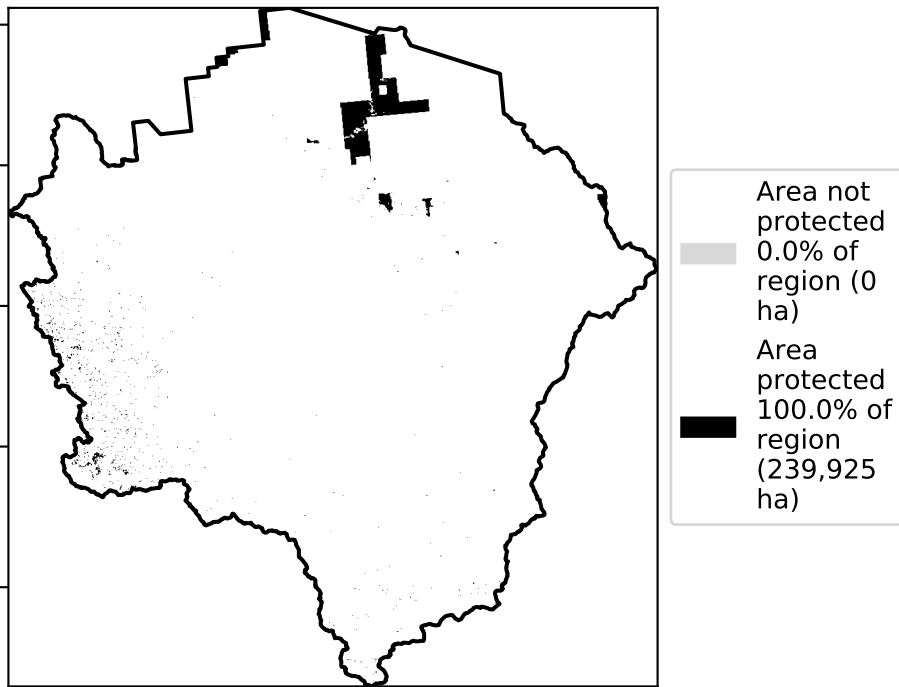 Area not
protected
0.0% of
region (0
ha)
Area
protected
100.0% of
region
(239,925
ha)